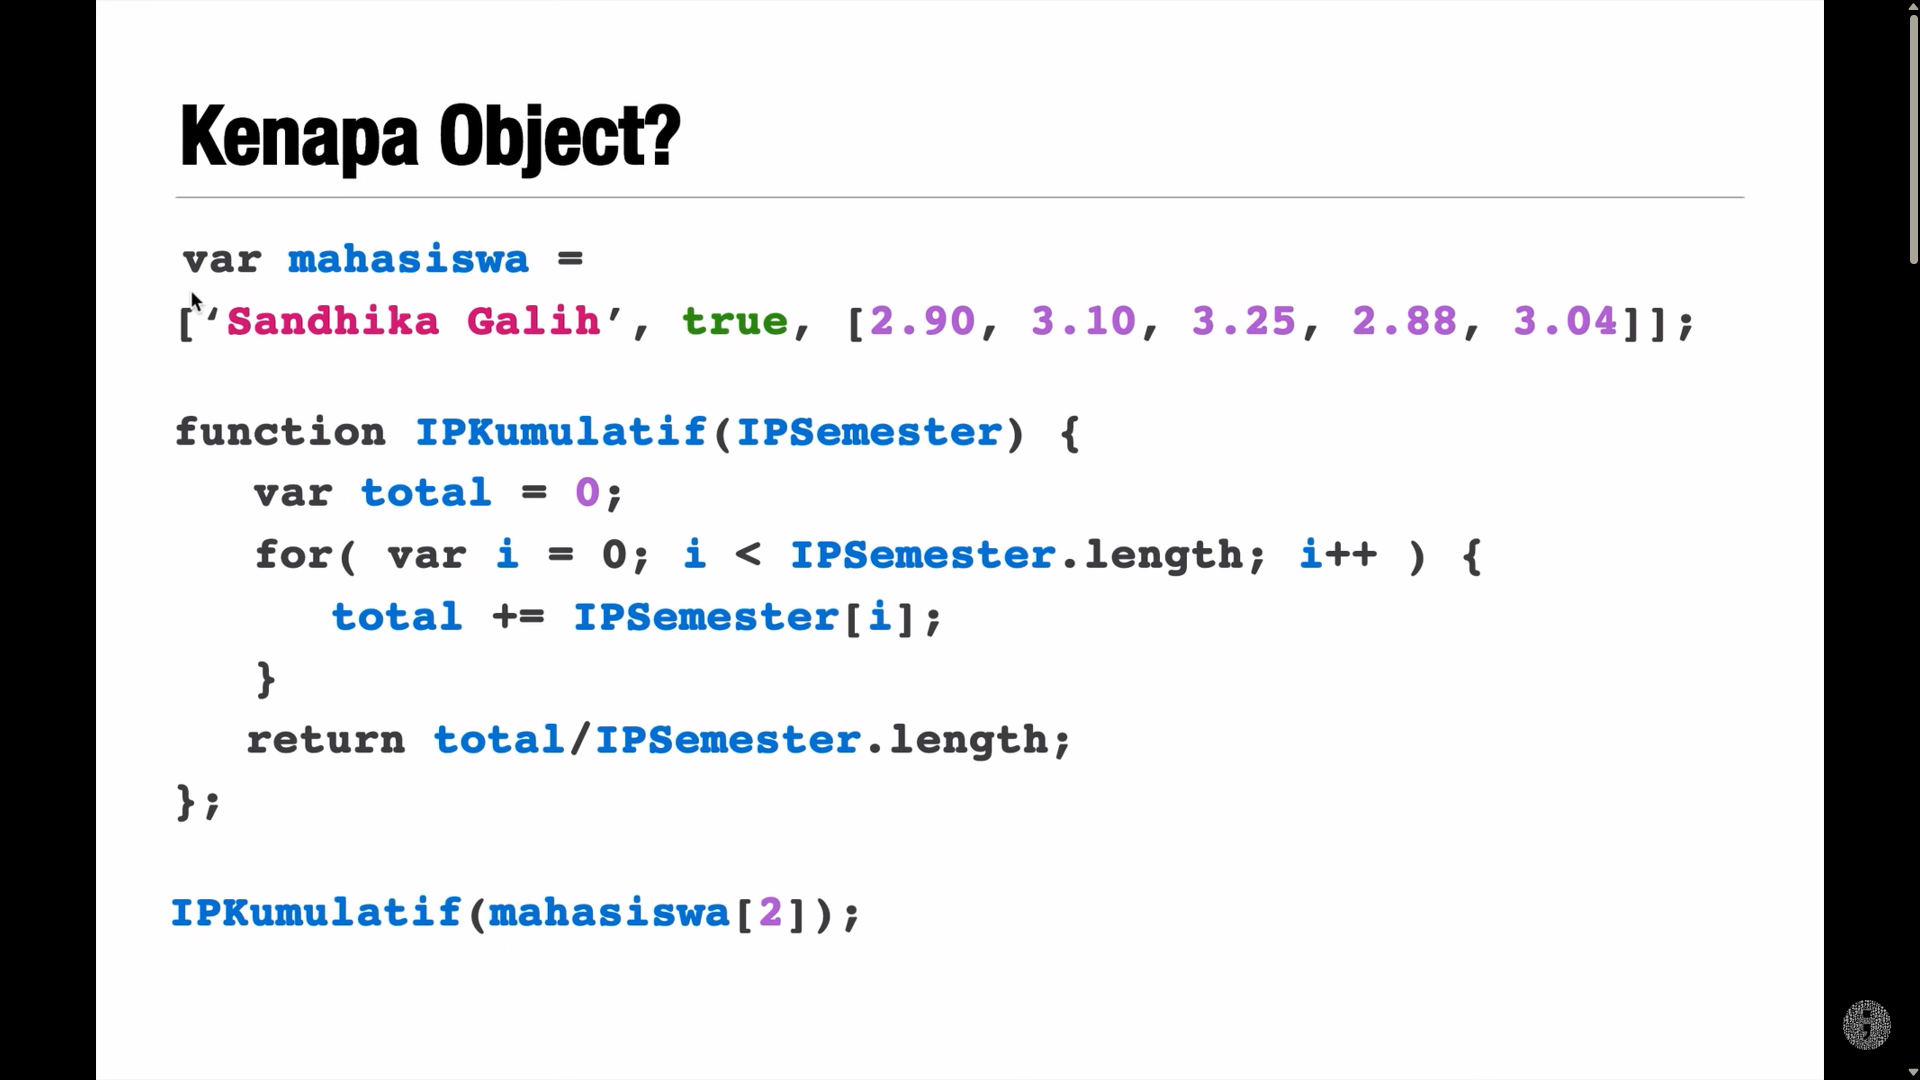 Kenapa Object?
var mahasiswa =
[‘Sandhika Galih’, true, [2.90, 3.10, 3.25, 2.88, 3.04]];
function IPKumulatif(IPSemester) {
var total = 0;
for( var i = 0; i < IPSemester.length; i++ ) {
total += IPSemester[i];
}
return total/IPSemester.length;
};
IPKumulatif(mahasiswa[2]);